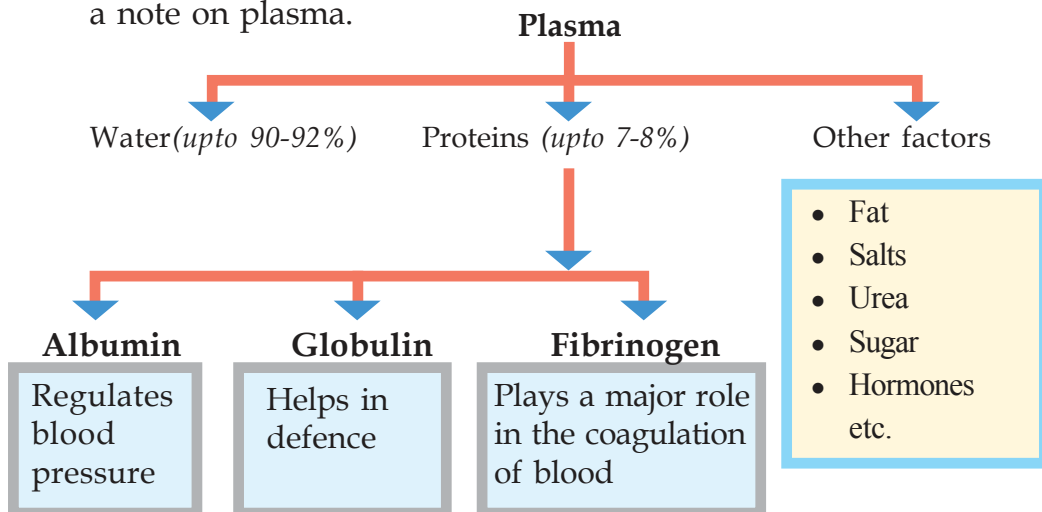 a note on plasma.
Plasma
Water(upto 90-92%)
Proteins (upto 7-8%)
Other factors
• Fat
• Salts
• Urea
• Sugar
• Hormones
etc.
Albumin
Regulates
blood
pressure
Globulin
Helps in
defence
Fibrinogen
Plays a major role
in the coagulation
of blood